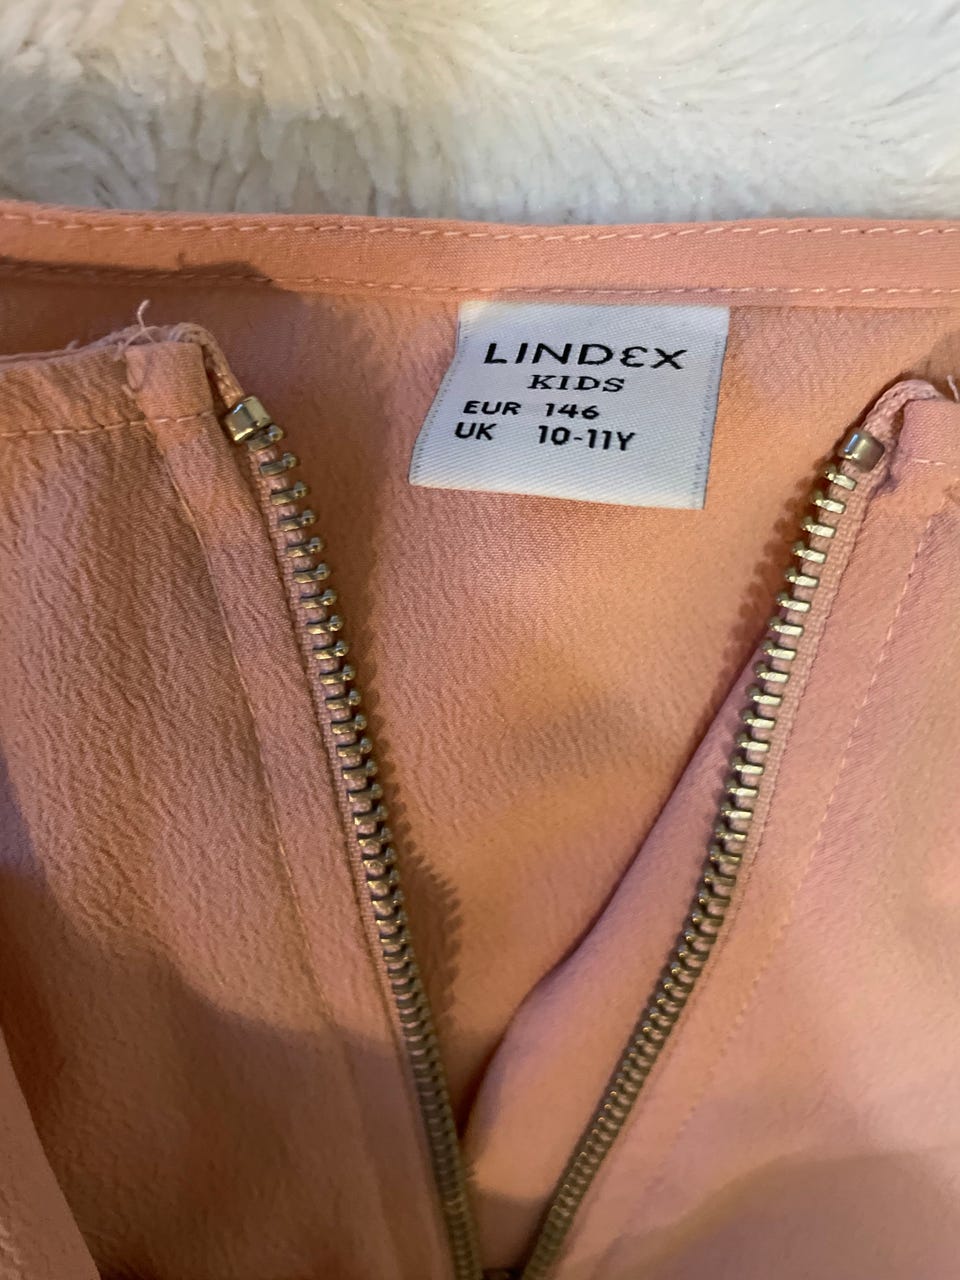 LINDEX
KIDS
EUR 146
UK 10-11Y